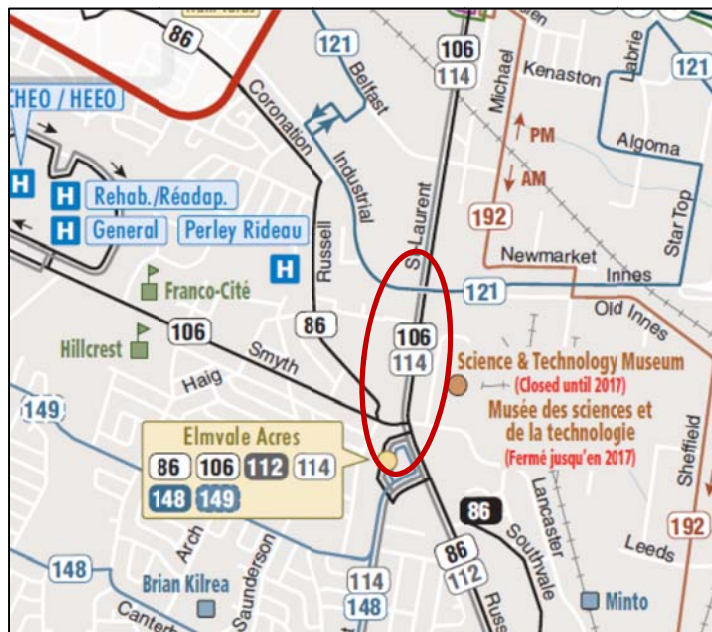 86
121
106
114
Michael
Kenaston
Labrie
121
Belfast
CHEO / HEEO
Coronation
Algoma
PM
AM
H
H
Rehab./Réadap.
H
General
Perley Rideau
H
Industrial
St. Laurent
192
Star Top
Newmarket
Innes
Russell
Franco-Cité
121
Old Innes
86
106
Hillcrest
106
114
Smyth
Haig
Science & Technology Museum
(Closed until 2017)
Musée des sciences et
de la technologie
(Fermé jusqu'en 2017)
149
Elmvale Acres
86 106 112 114
148 149
Sheffield
Lancaster
86
Southvale
192
Leeds
Arch
Saunderson
86
112
148
114
148
Brian Kilrea
Minto